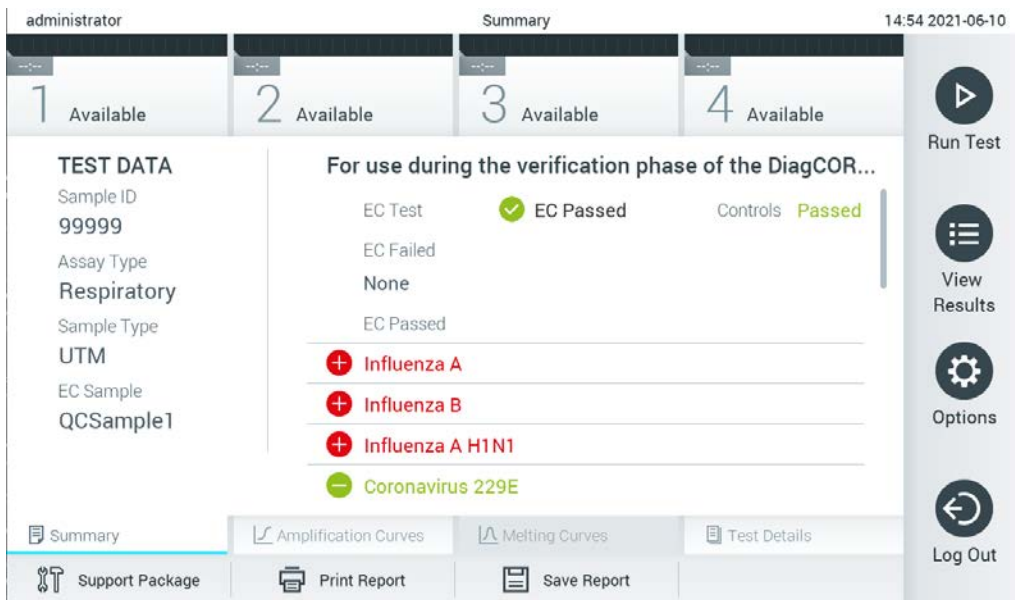 administrator
Summary
14:54 2021-06-10
--:--
--:--
--:--
--:--
1 Available
2 Available
3 Available
4 Available
Run Test
View
Results
Options
Log Out
TEST DATA
Sample ID
99999
Assay Type
Respiratory
Sample Type
UTM
EC Sample
QCSample1
For use during the verification phase of the DiagCOR...
EC Test
EC Passed
Controls Passed
EC Failed
None
EC Passed
Influenza A
Influenza B
Influenza A H1N1
Coronavirus 229E
Summary
Amplification Curves
Melting Curves
Test Details
Support Package
Print Report
Save Report